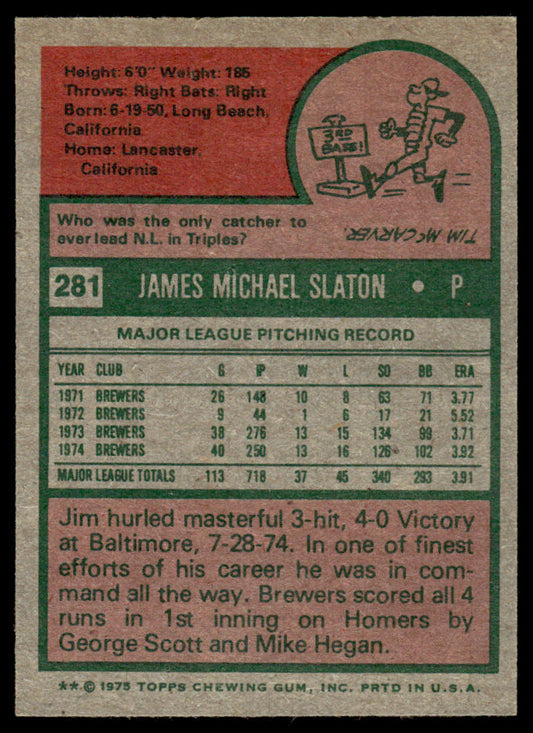 Height: 6'0" Weight: 185
Throws: Right Bats: Right
Born: 6-19-50, Long Beach,
California
Home: Lancaster,
California
3RD
BASE!
TIM McCARVER.
Who was the only catcher to
ever lead N.L. in Triples?
281 JAMES MICHAEL SLATON • P
MAJOR LEAGUE PITCHING RECORD
YEAR CLUB G IP W L SO BB ERA
1971 BREWERS 26 148 10 8 63 71 3.77
1972 BREWERS 9 44 1 6 17 21 5.52
1973 BREWERS 38 276 13 15 134 99 3.71
1974 BREWERS 40 250 13 16 126 102 3.92
MAJOR LEAGUE TOTALS 113 718 37 45 340 293 3.91
Jim hurled masterful 3-hit, 4-0 Victory
at Baltimore, 7-28-74. In one of finest
efforts of his career he was in com-
mand all the way. Brewers scored all 4
runs in 1st inning on Homers by
George Scott and Mike Hegan.
** © 1975 TOPPS CHEWING GUM, INC. PRTD IN U.S.A.